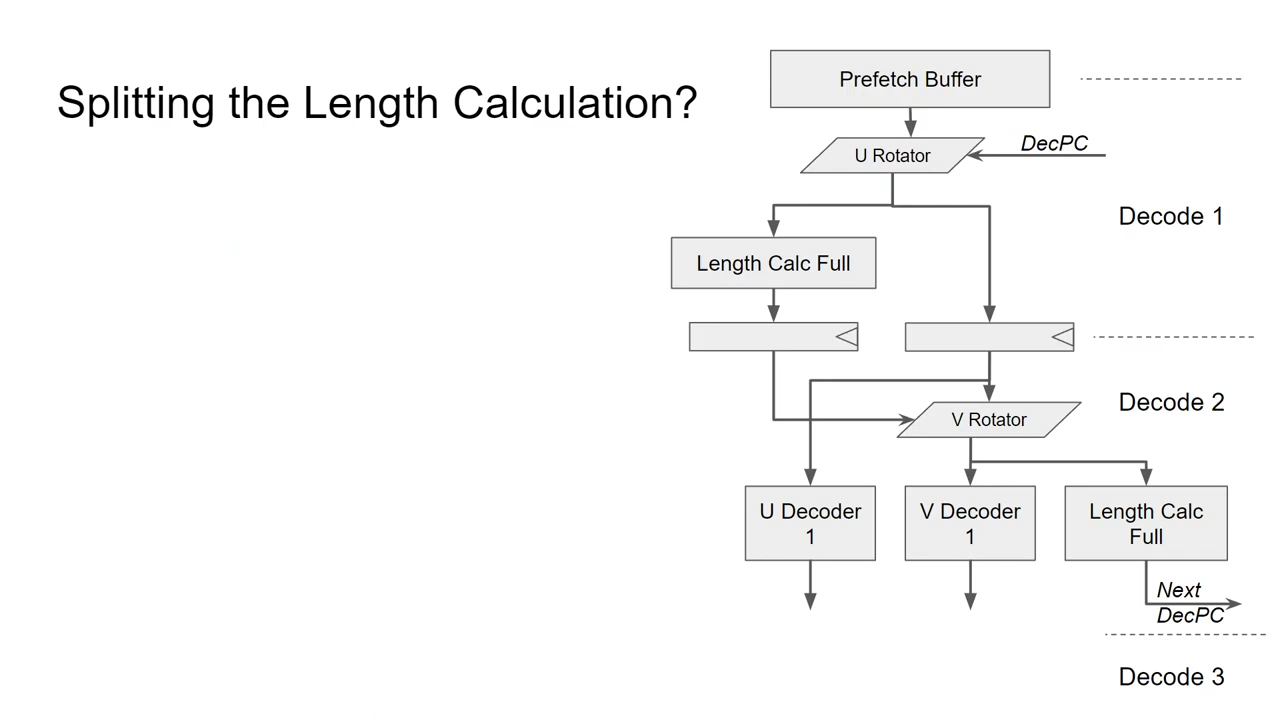 Splitting the Length Calculation?
Prefetch Buffer
U Rotator
DecPC
Decode 1
Length Calc Full
Decode 2
V Rotator
U Decoder
1
V Decoder
1
Length Calc
Full
Next
DecPC
Decode 3